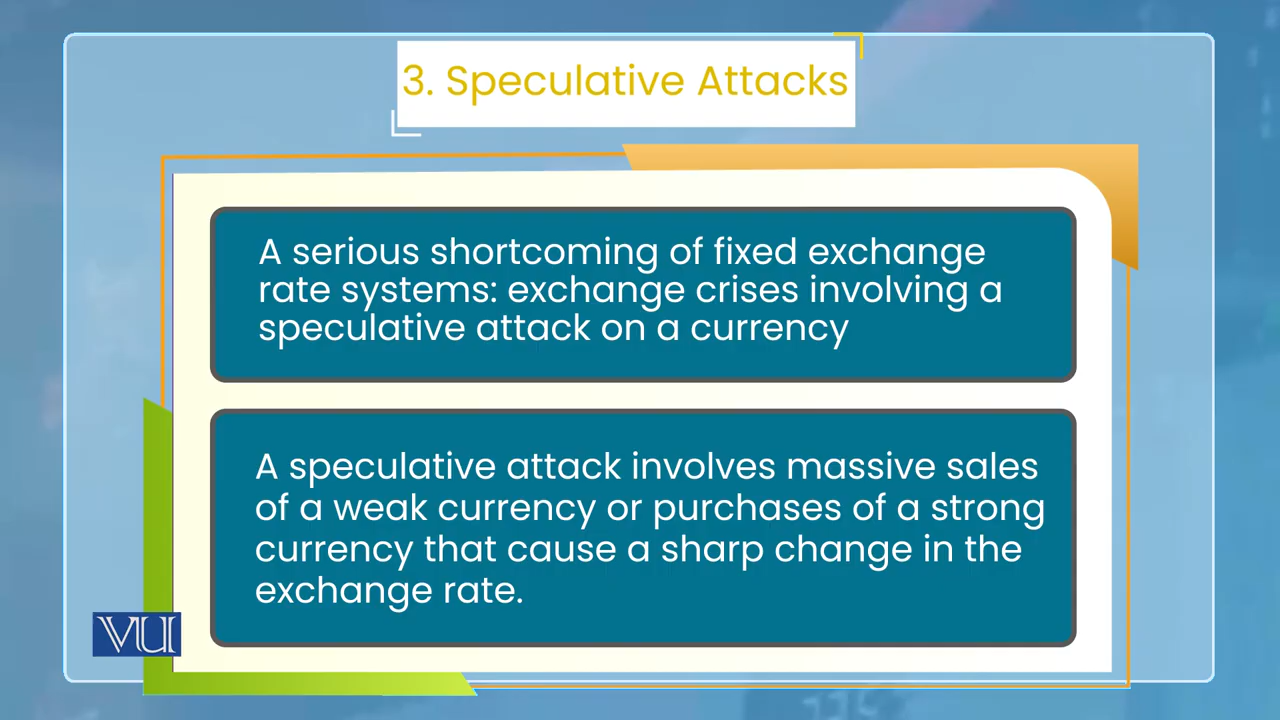 3. Speculative Attacks
A serious shortcoming of fixed exchange
rate systems: exchange crises involving a
speculative attack on a currency
A speculative attack involves massive sales
of a weak currency or purchases of a strong
currency that cause a sharp change in the
exchange rate.
VU